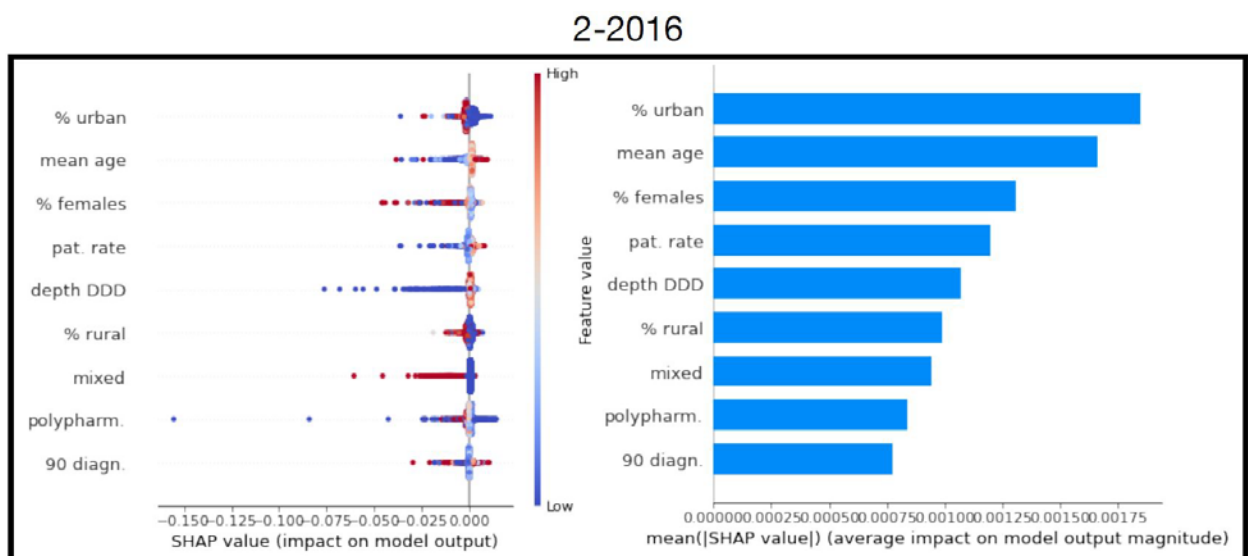 2-2016
High
% urban
mean age
% females
pat. rate
depth DDD
% rural
mixed
polypharm.
90 diagn.
Low
−0.150−0.125−0.100−0.075−0.050−0.025 0.000
SHAP value (impact on model output)
Feature value
% urban
mean age
% females
pat. rate
depth DDD
% rural
mixed
polypharm.
90 diagn.
0.000000.000250.000500.000750.001000.001250.001500.00175
mean(|SHAP value|) (average impact on model output magnitude)